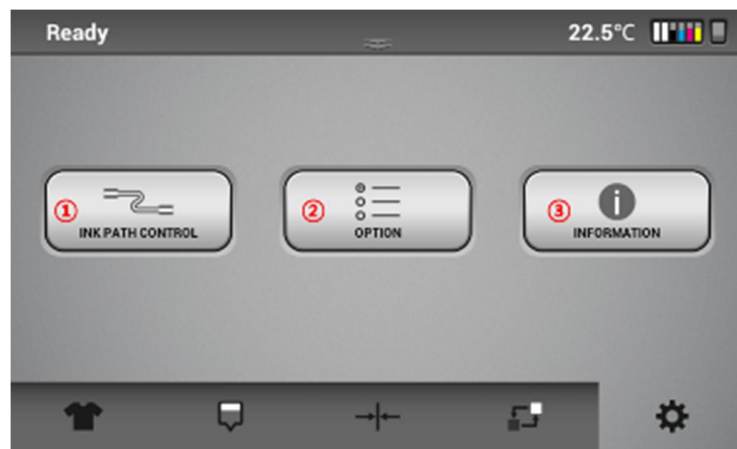 Ready
22.5°C
① INK PATH CONTROL
② OPTION
③ INFORMATION